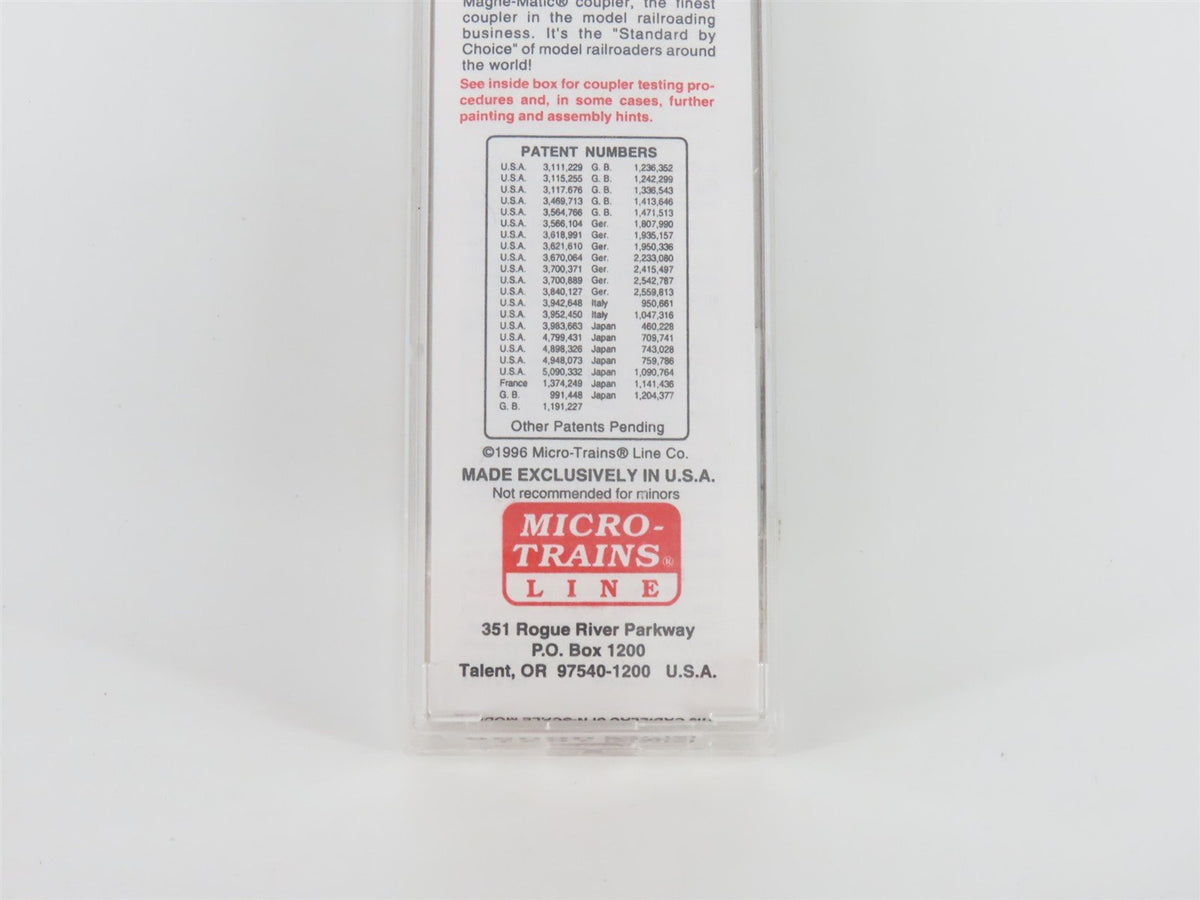 Magne-Matic® coupler, the finest
coupler in the model railroading
business. It's the "Standard by
Choice" of model railroaders around
the world!
See inside box for coupler testing pro-
cedures and, in some cases, further
painting and assembly hints.
PATENT NUMBERS
U.S.A. 3,111,229 G. B. 1,236,352
U.S.A. 3,115,255 G. B. 1,242,299
U.S.A. 3,117.676 G. B. 1,336,543
U.S.A. 3,469,713 G. B. 1,413,646
U.S.A. 3,564,766 G. B. 1,471,513
U.S.A. 3,566,104 Ger. 1,807,990
U.S.A. 3,618,991 Ger. 1,935,157
U.S.A. 3,621,610 Ger. 1,950,336
U.S.A. 3,670,064 Ger. 2,233,080
U.S.A. 3,700,371 Ger. 2,415,497
U.S.A. 3,700,889 Ger. 2,542,787
U.S.A. 3,840,127 Ger. 2,559,813
U.S.A. 3,942,648 Italy 950,661
U.S.A. 3,952,450 Italy 1,047,316
U.S.A. 3,983,663 Japan 460,228
U.S.A. 4,799,431 Japan 709,741
U.S.A. 4,898,326 Japan 743,028
U.S.A. 4,948,073 Japan 759,786
U.S.A. 5,090,332 Japan 1,090,764
France 1,374,249 Japan 1,141,436
G. B. 991,448 Japan 1,204,377
G. B. 1,191,227
Other Patents Pending
©1996 Micro-Trains® Line Co.
MADE EXCLUSIVELY IN U.S.A.
Not recommended for minors
MICRO-
TRAINS®
LINE
351 Rogue River Parkway
P.O. Box 1200
Talent, OR 97540-1200 U.S.A.